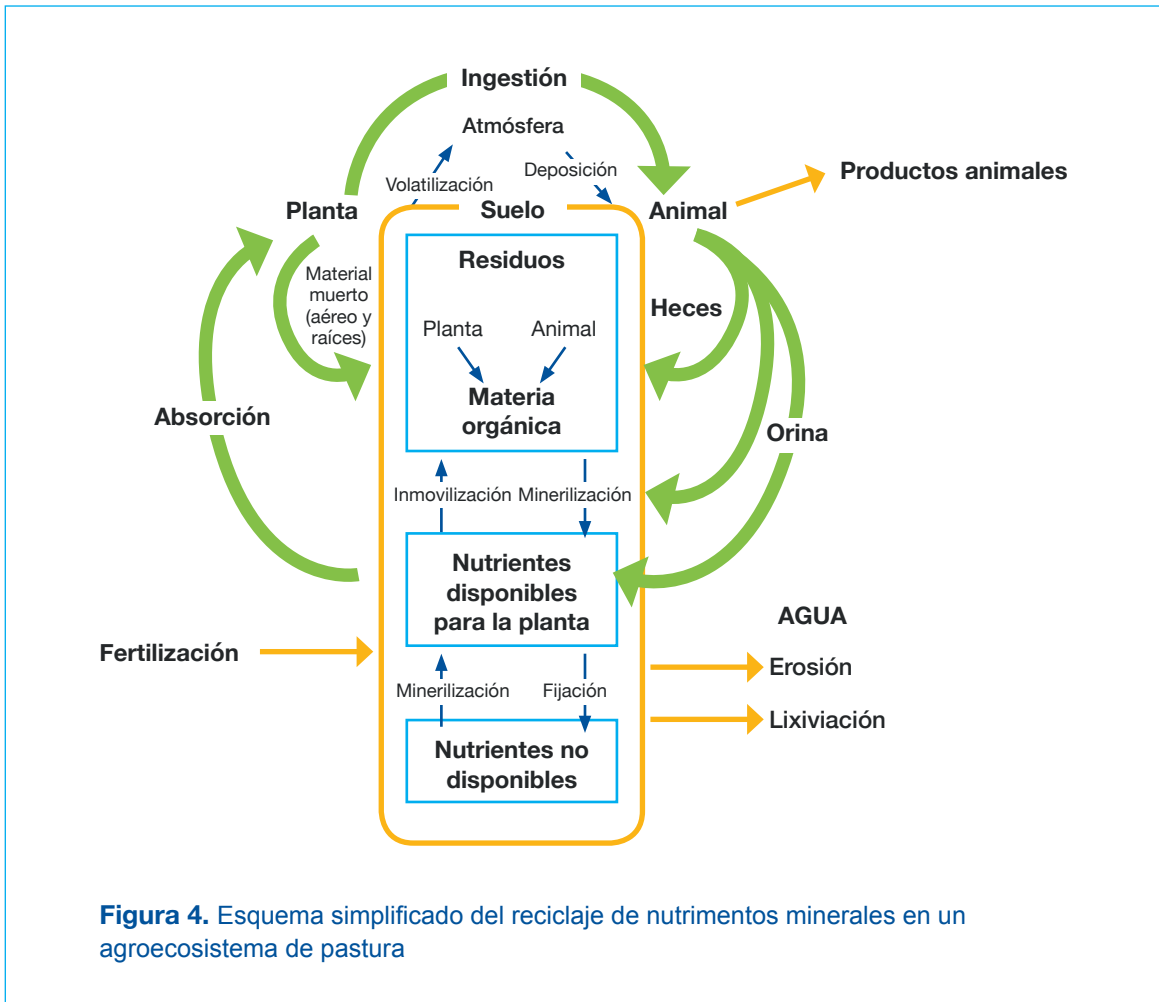 Ingestión
Atmósfera
Volatilización
Deposición
Productos animales
Planta
Suelo
Animal
Residuos
Material
muerto
(aéreo y
raíces)
Heces
Planta
Animal
Materia
orgánica
Absorción
Orina
Inmovilización
Minerilización
Nutrientes
disponibles
para la planta
AGUA
Fertilización
Erosión
Minerilización
Fijación
Lixiviación
Nutrientes no
disponibles
Figura 4. Esquema simplificado del reciclaje de nutrimentos minerales en un
agroecosistema de pastura